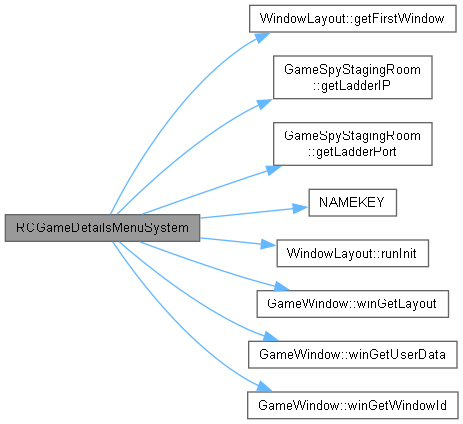 WindowLayout::getFirstWindow
GameSpyStagingRoom
::getLadderIP
GameSpyStagingRoom
::getLadderPort
NAMEKEY
RCGameDetailsMenuSystem
WindowLayout::runInit
GameWindow::winGetLayout
GameWindow::winGetUserData
GameWindow::winGetWindowId